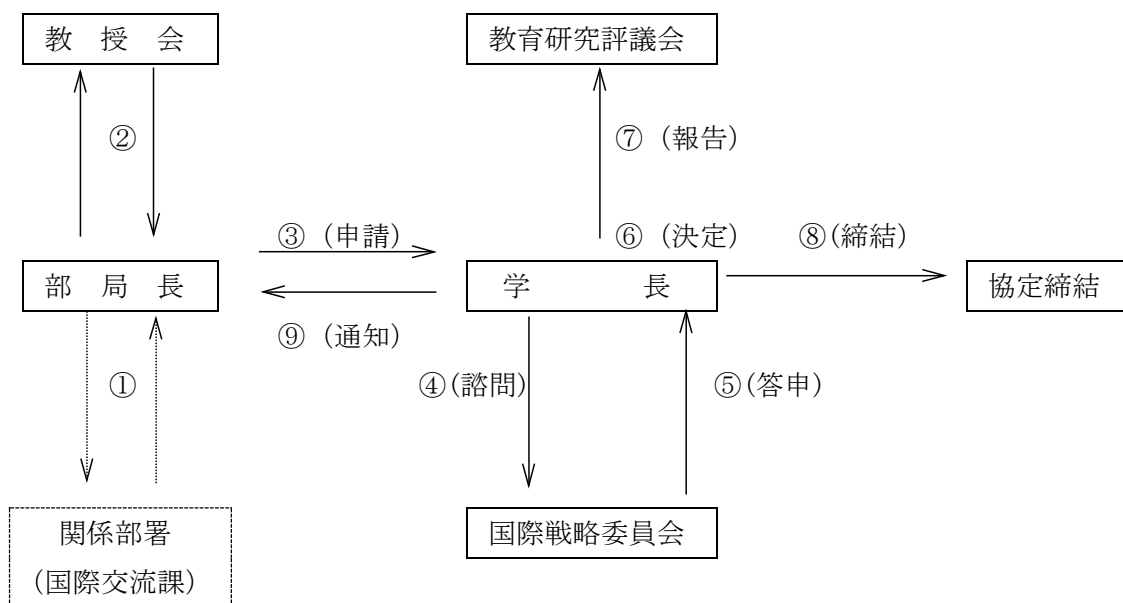 教　授　会
教育研究評議会
②
⑦（報告）
③（申請）
⑥（決定）
⑧(締結)
部　局　長
学　　　　長
協定締結
⑨（通知）
①
④(諮問)
⑤(答申)
関係部署
（国際交流課）
国際戦略委員会